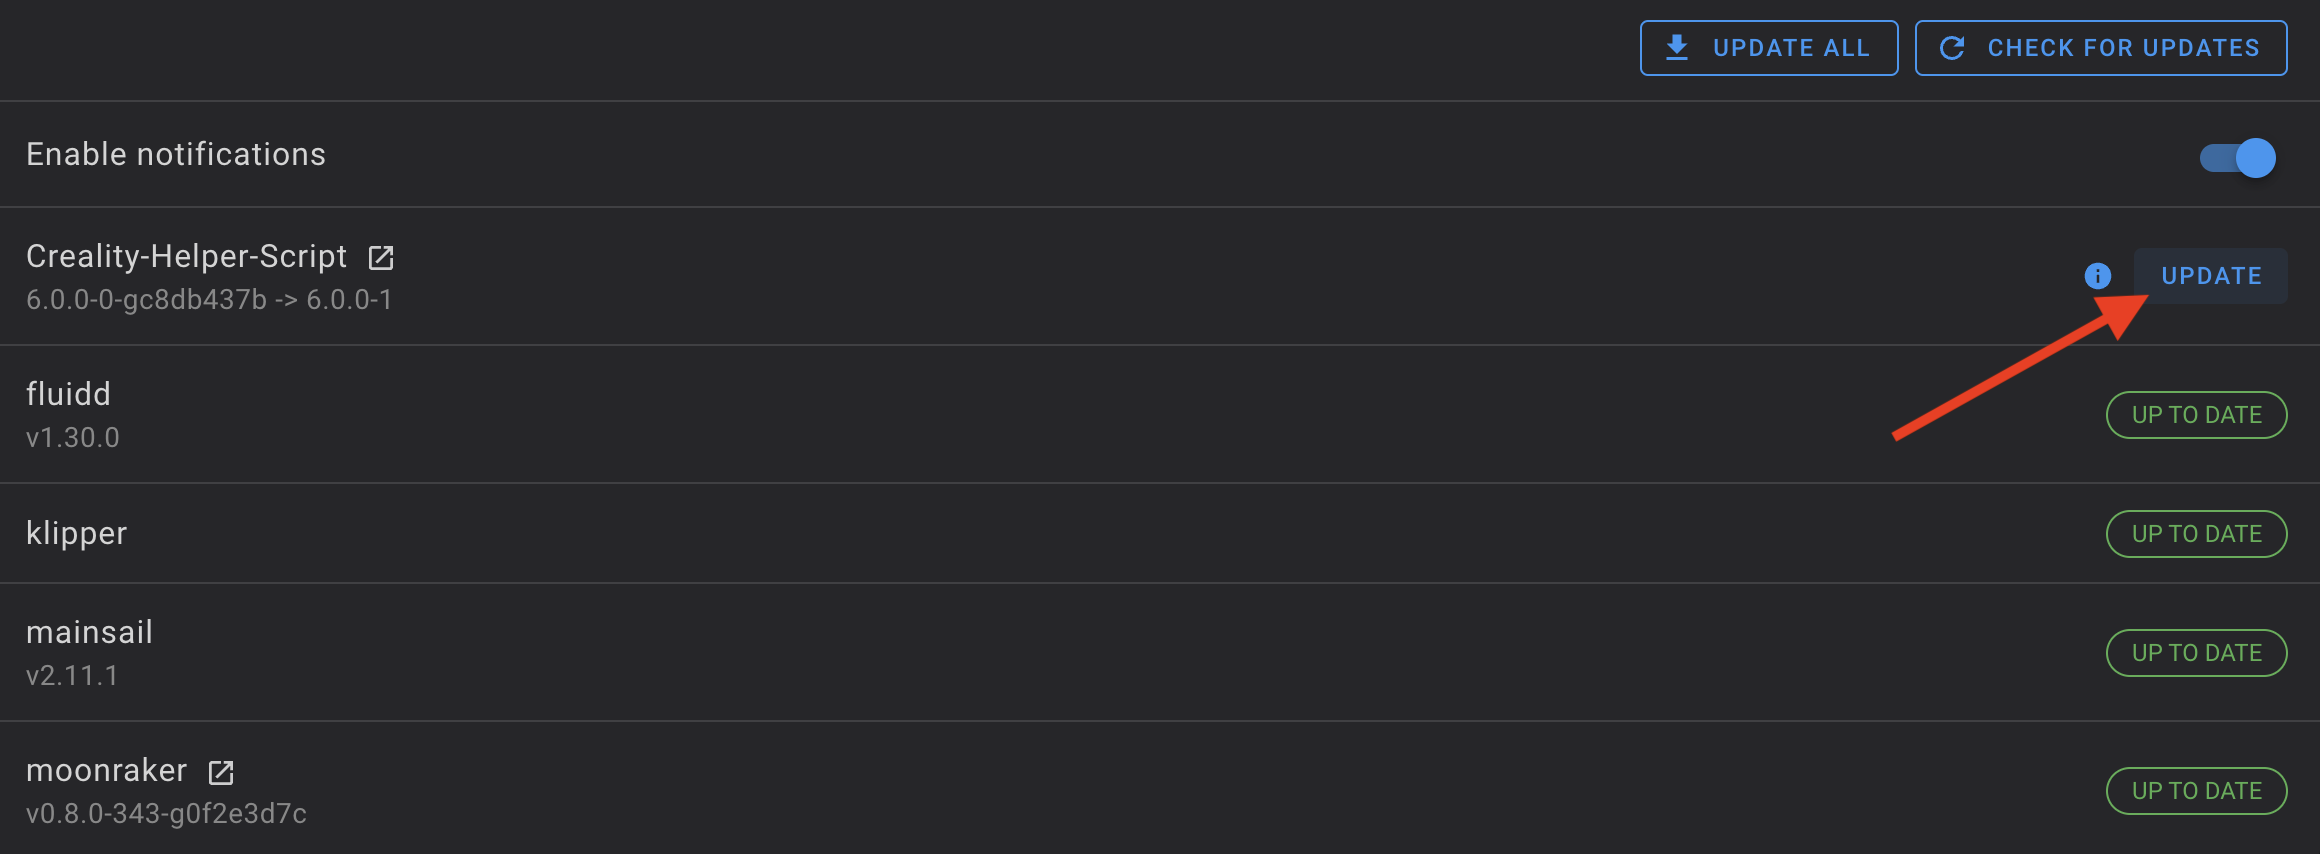 UPDATE ALL
CHECK FOR UPDATES
Enable notifications
Creality-Helper-Script
6.0.0-0-gc8db437b -> 6.0.0-1
UPDATE
fluidd
v1.30.0
UP TO DATE
klipper
UP TO DATE
mainsail
v2.11.1
UP TO DATE
moonraker
v0.8.0-343-g0f2e3d7c
UP TO DATE